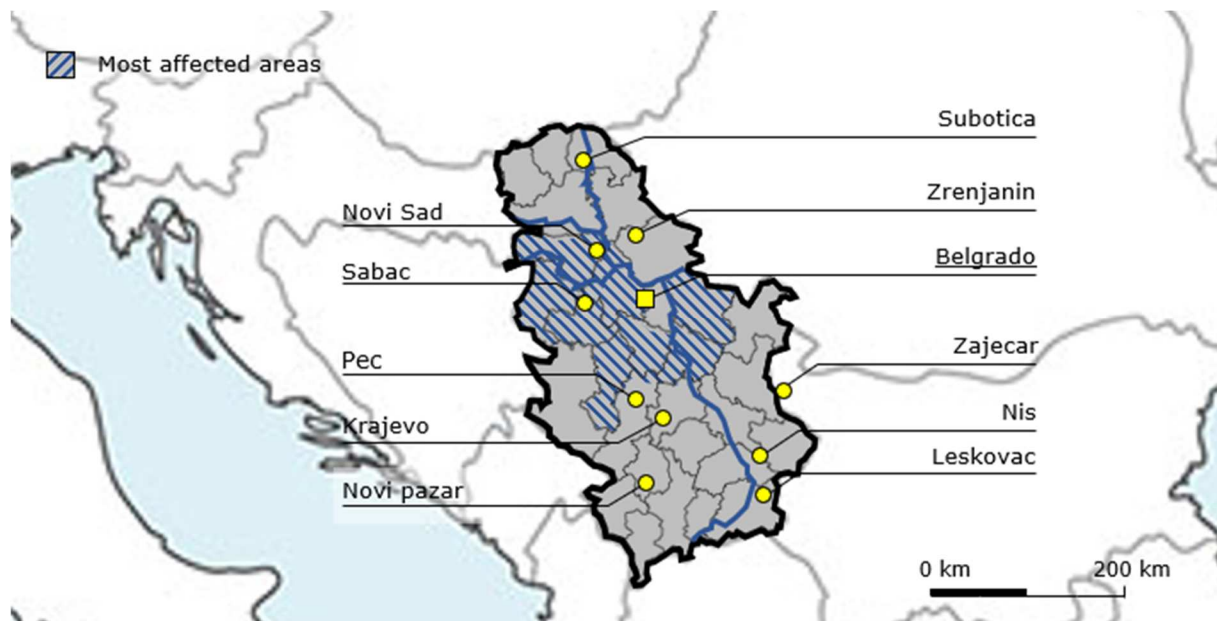 Most affected areas
Subotica
Zrenjanin
Novi Sad
Belgrado
Sabac
Zajecar
Pec
Nis
Krajevo
Leskovac
Novi pazar
0 km 200 km